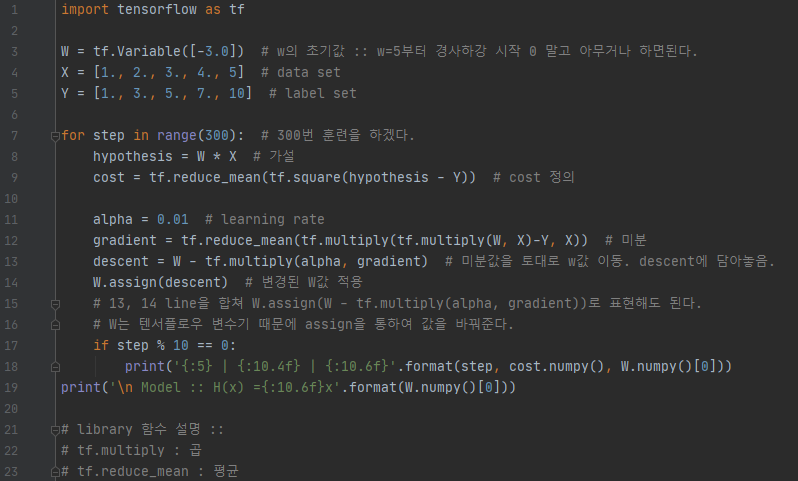 1 import tensorflow as tf
2
3 W = tf.Variable([-3.0])  # w의 초기값 :: w=5부터 경사하강 시작 0 말고 아무거나 하면된다.
4 X = [1., 2., 3., 4., 5]  # data set
5 Y = [1., 3., 5., 7., 10]  # label set
6
7 for step in range(300):  # 300번 훈련을 하겠다.
8     hypothesis = W * X  # 가설
9     cost = tf.reduce_mean(tf.square(hypothesis - Y))  # cost 정의
10
11     alpha = 0.01  # learning rate
12     gradient = tf.reduce_mean(tf.multiply(tf.multiply(W, X)-Y, X))  # 미분
13     descent = W - tf.multiply(alpha, gradient)  # 미분값을 토대로 w값 이동. descent에 담아놓음.
14     W.assign(descent)  # 변경된 W값 적용
15     # 13, 14 line을 합쳐 W.assign(W - tf.multiply(alpha, gradient))로 표현해도 된다.
16     # W는 텐서플로우 변수기 때문에 assign을 통하여 값을 바꿔준다.
17     if step % 10 == 0:
18         print('{:5} | {:10.4f} | {:10.6f}'.format(step, cost.numpy(), W.numpy()[0]))
19 print('\n Model :: H(x) ={:10.6f}x'.format(W.numpy()[0]))
20
21 # library 함수 설명 ::
22 # tf.multiply : 곱
23 # tf.reduce_mean : 평균